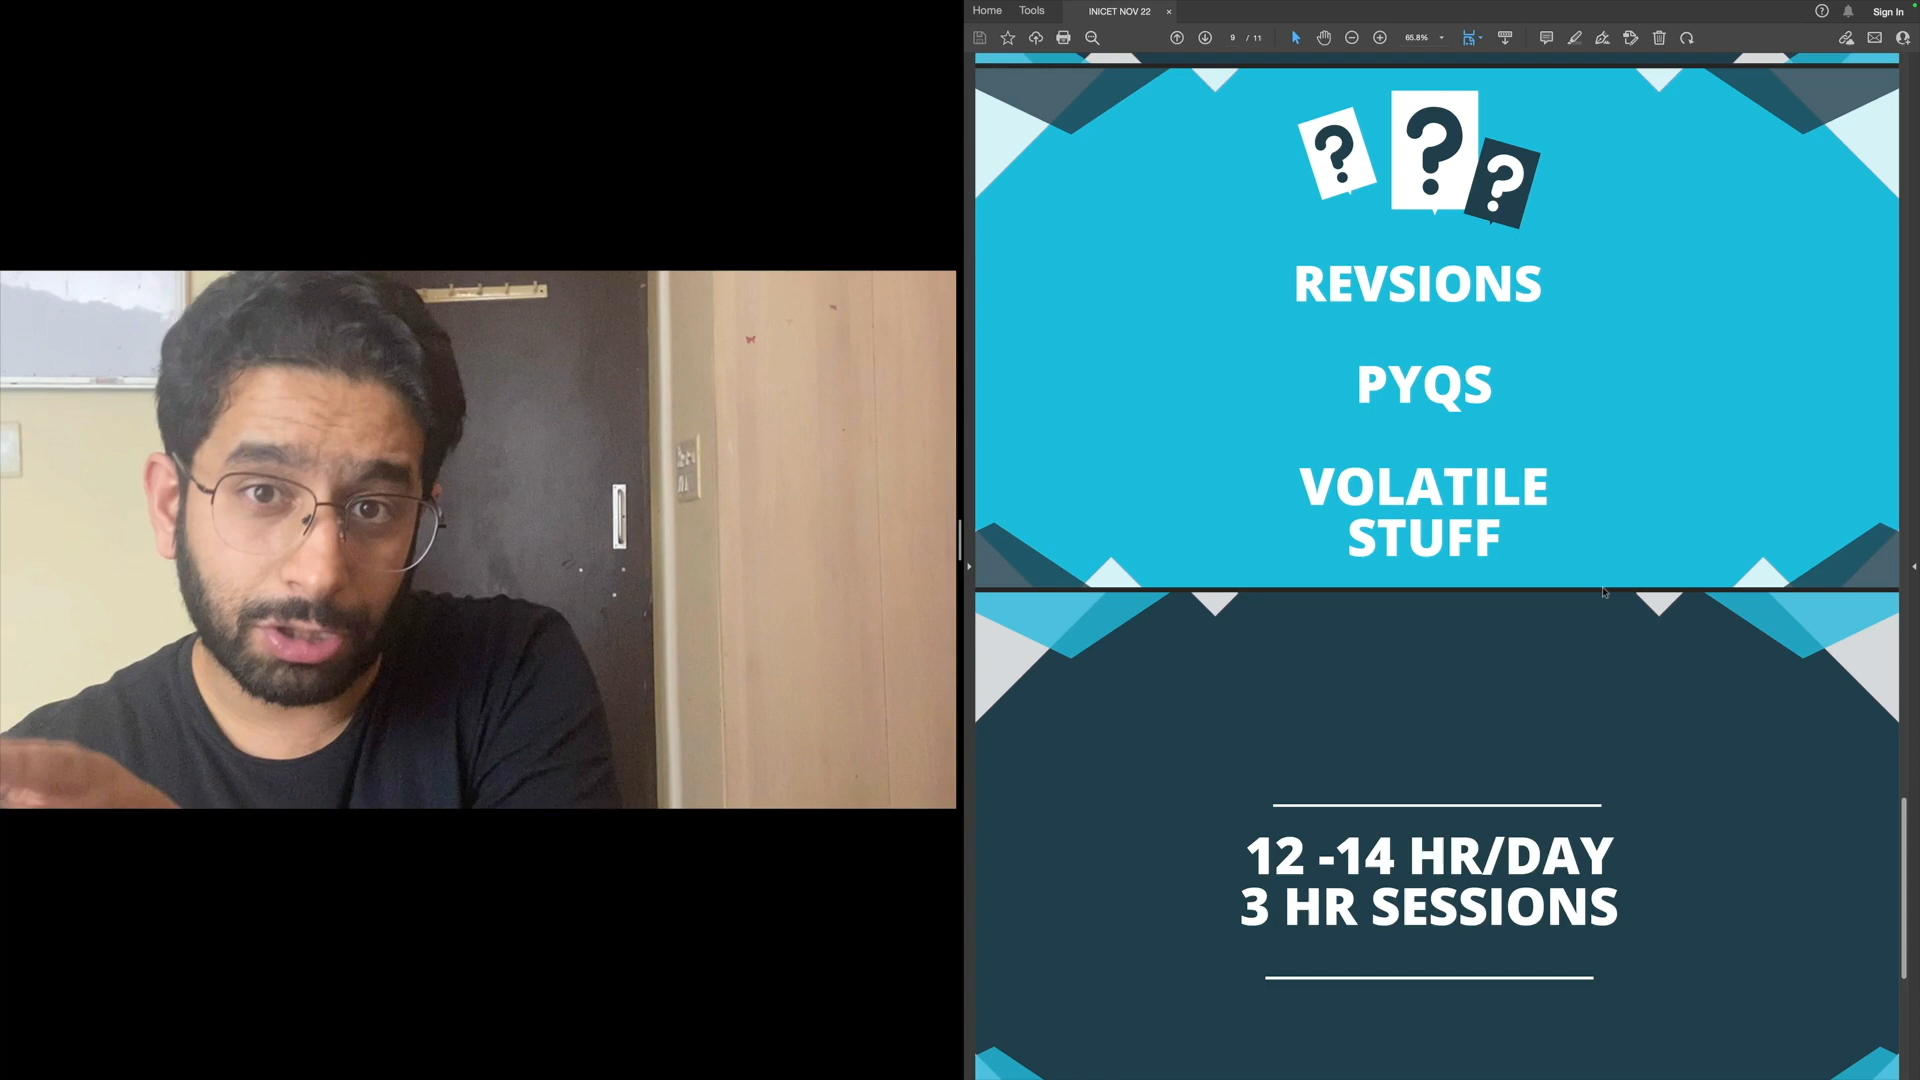 Home Tools INICET NOV 22 × Sign In
9 / 11 65.8%
? ? ?
REVSIONS
PYQS
VOLATILE
STUFF
12 -14 HR/DAY
3 HR SESSIONS